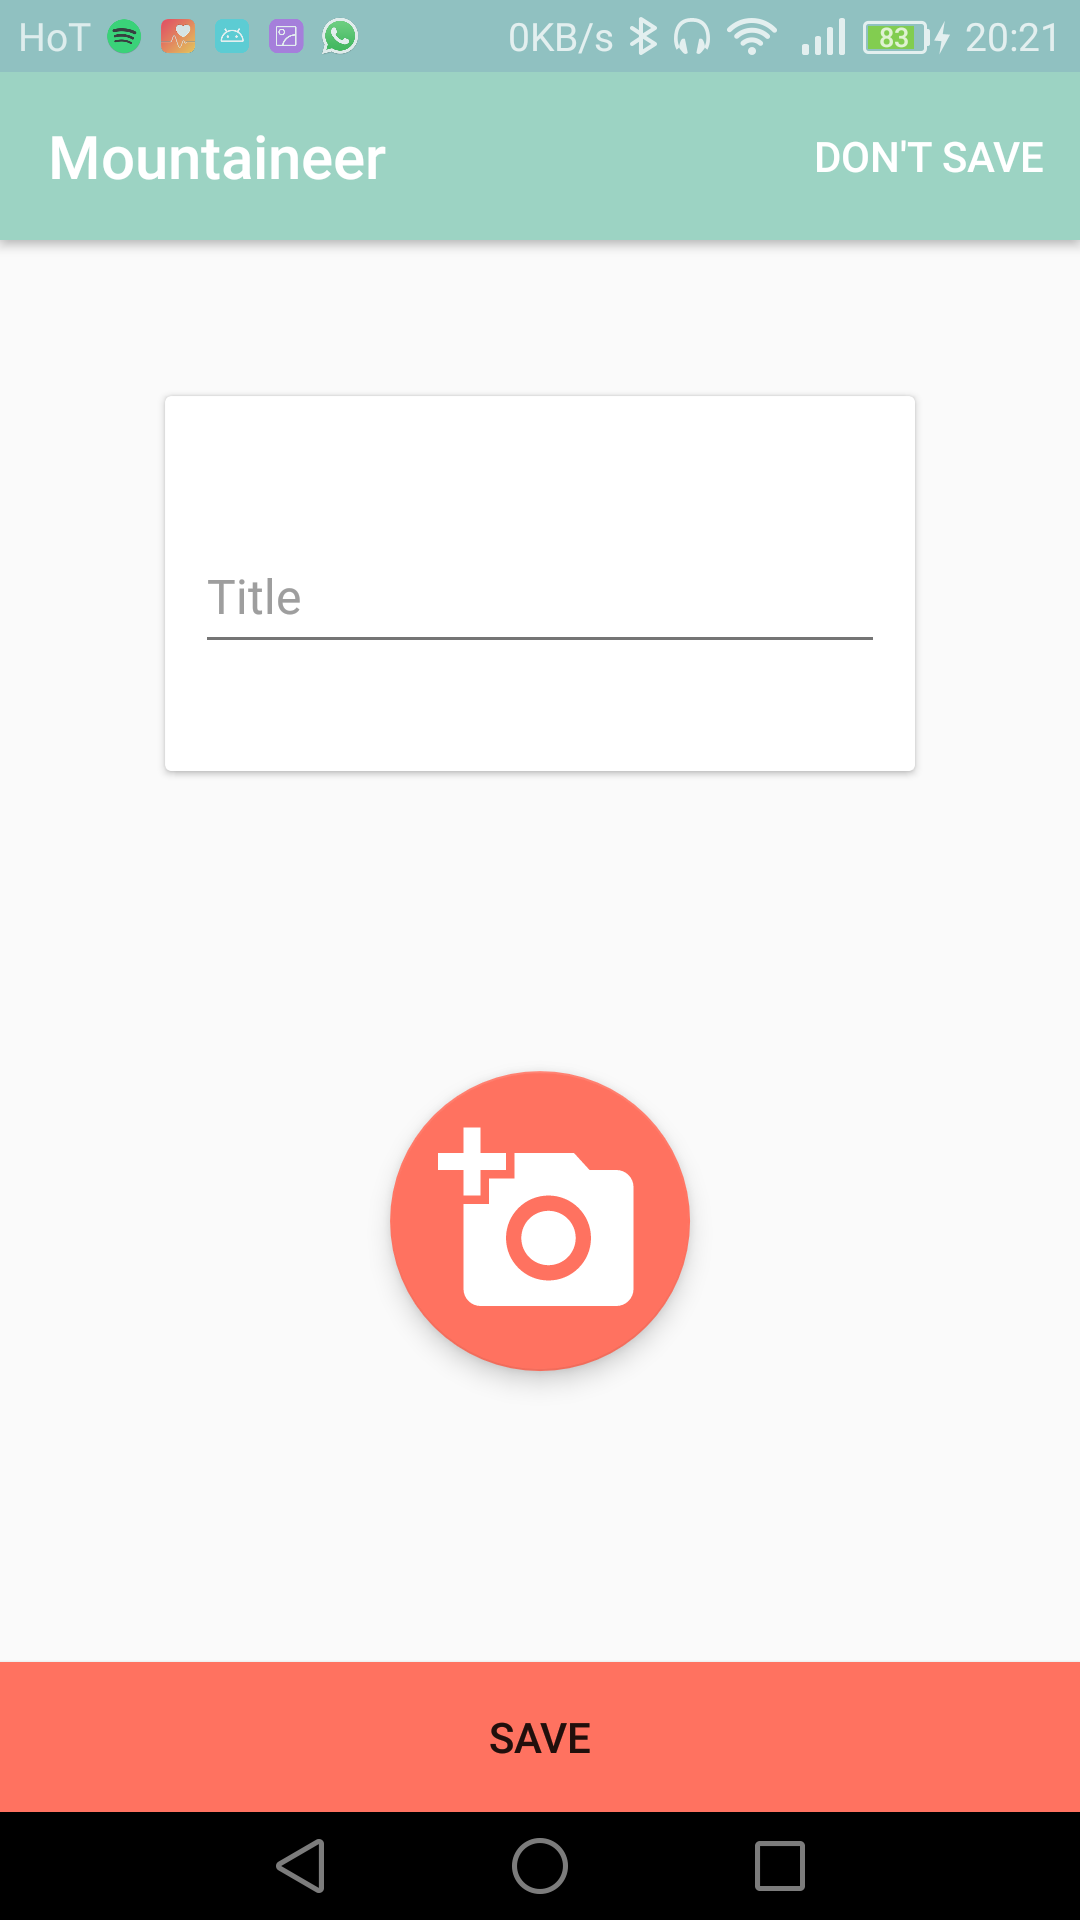 HoT 0KB/s 83 20:21
Mountaineer DON'T SAVE
Title
SAVE